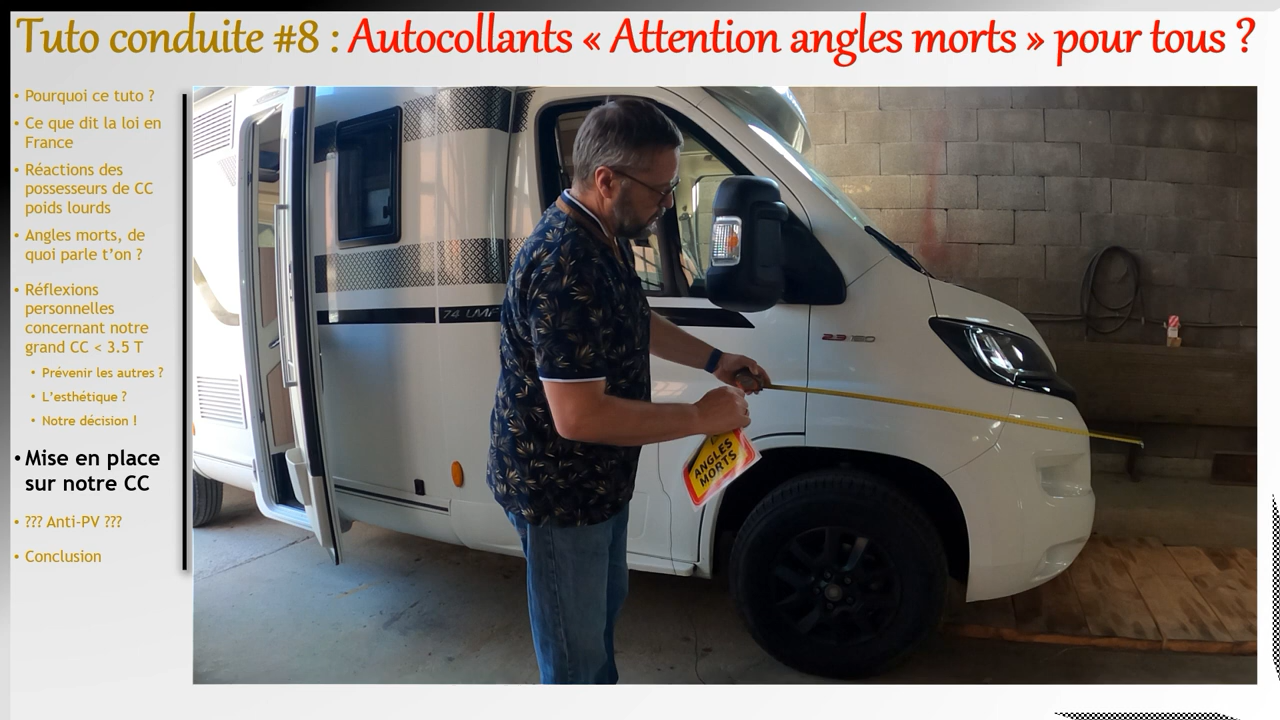 Tuto conduite #8 : Autocollants « Attention angles morts » pour tous ?
• Pourquoi ce tuto ?
• Ce que dit la loi en
France
• Réactions des
possesseurs de CC
poids lourds
• Angles morts, de
quoi parle t’on ?
• Réflexions
personnelles
concernant notre
grand CC < 3.5 T
• Prévenir les autres ?
• L’esthétique ?
• Notre décision !
• Mise en place
sur notre CC
• ??? Anti-PV ???
• Conclusion
74 LMF
2.3 160
ANGLES
MORTS